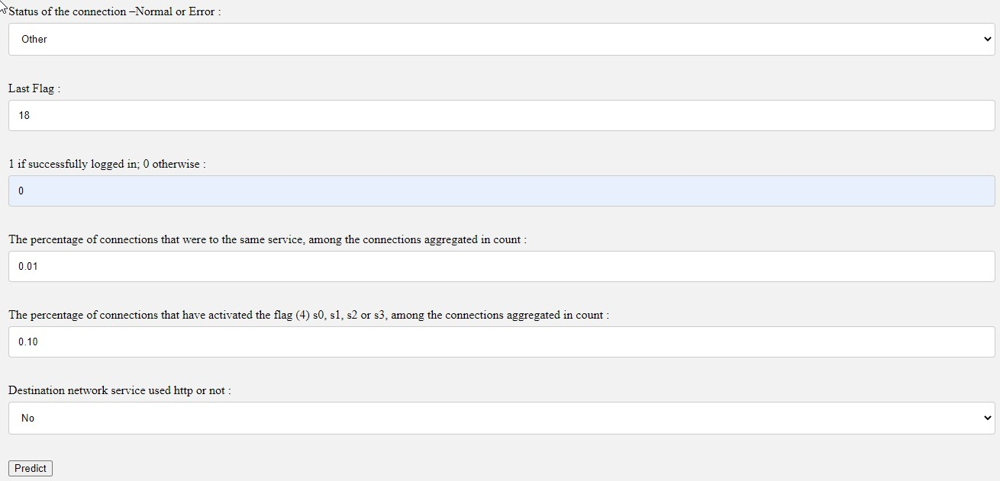 Status of the connection –Normal or Error :
Other
Last Flag :
18
1 if successfully logged in; 0 otherwise :
0
The percentage of connections that were to the same service, among the connections aggregated in count :
0.01
The percentage of connections that have activated the flag (4) s0, s1, s2 or s3, among the connections aggregated in count :
0.10
Destination network service used http or not :
No
Predict